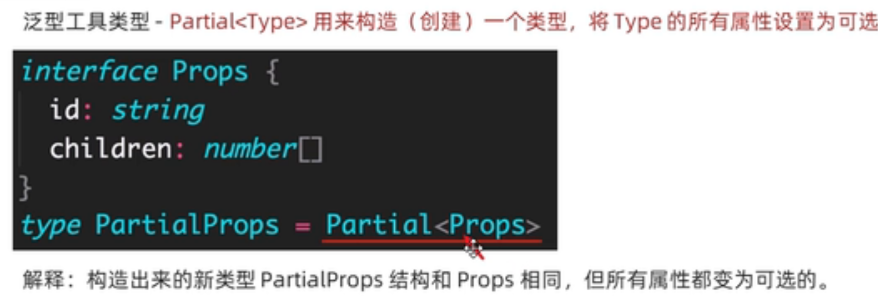 泛型工具类型 - Partial<Type> 用来构造（创建）一个类型，将 Type 的所有属性设置为可选
interface Props {
id: string
children: number[]
}
type PartialProps = Partial<Props>
解释：构造出来的新类型 PartialProps 结构和 Props 相同，但所有属性都变为可选的。